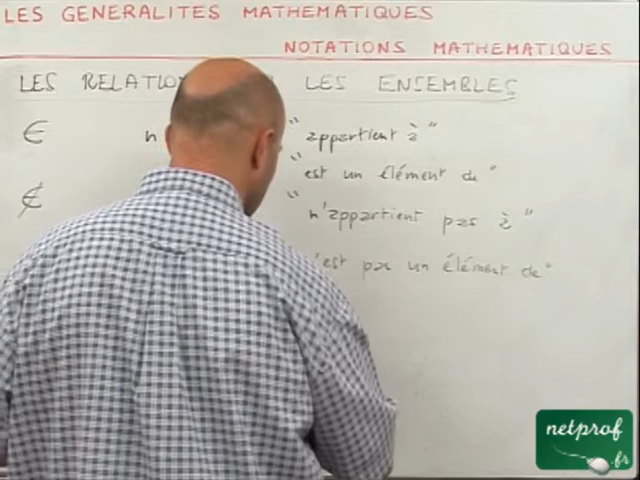 LES GENERALITES MATHEMATIQUES
NOTATIONS MATHEMATIQUES
LES LES ENSEMBLES
∈ "appartient à"
"est un élément de"
∉ "n'appartient pas à"
pas un élément de"
netprof
.fr